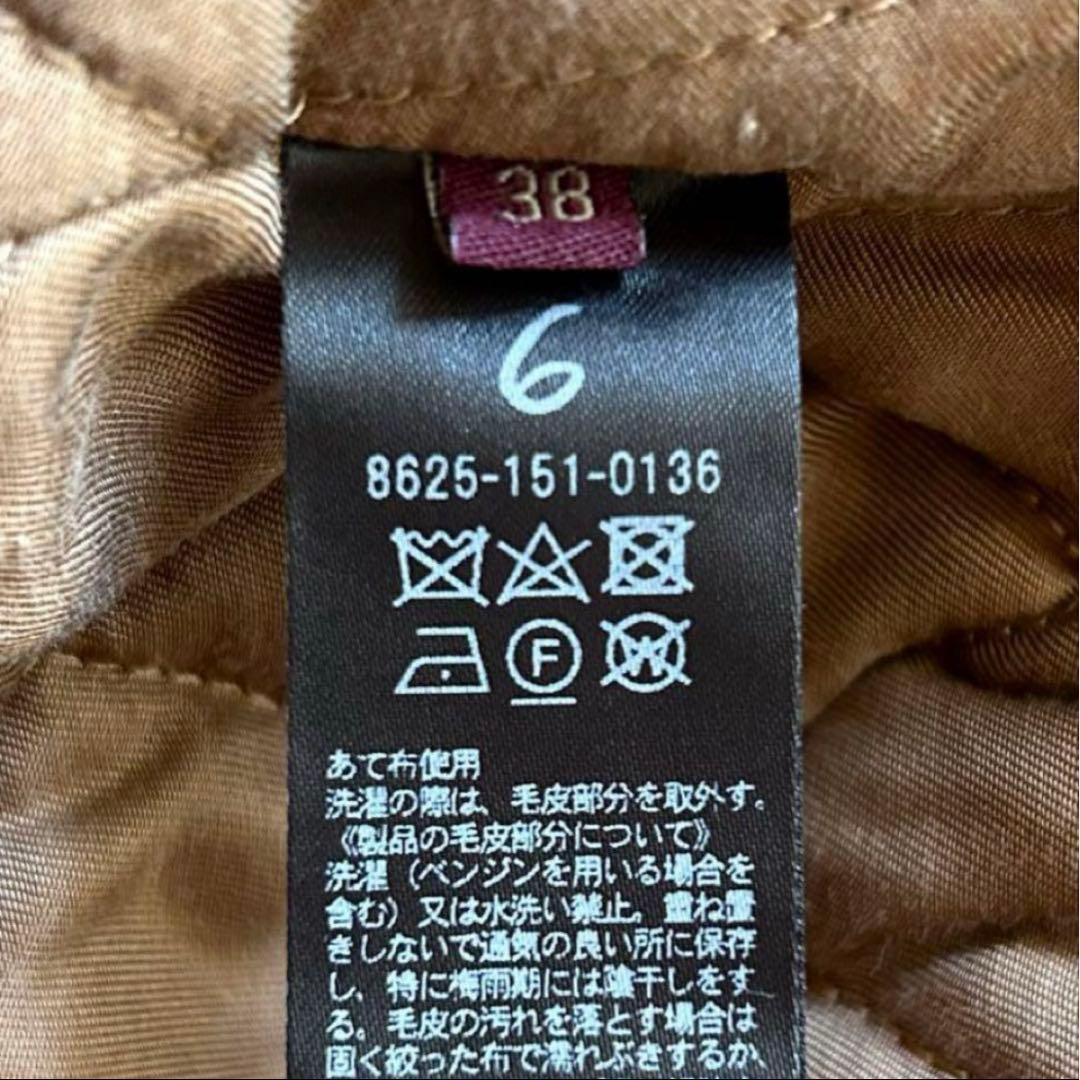 38
6
8625-151-0136
F
W
あて布使用
洗濯の際は、毛皮部分を取外す。
《製品の毛皮部分について》
洗濯（ベンジンを用いる場合を
含む）又は水洗い禁止。重ね置
きしないで通気の良い所に保存
し、特に梅雨期には陰干しをす
る。毛皮の汚れを落とす場合は
固く絞った布で濡れぶきするか、